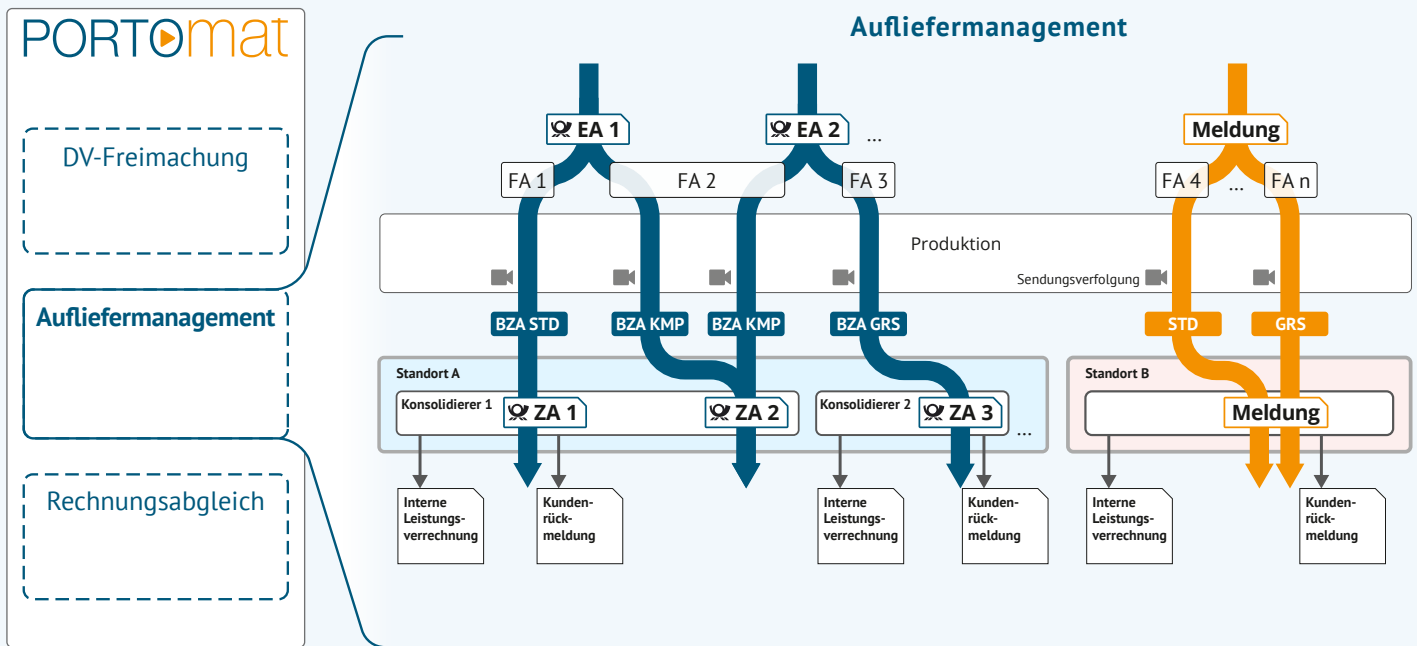 PORTOmat
DV-Freimachung
Aufliefermanagement
Rechnungsabgleich
Aufliefermanagement
EA 1
EA 2
...
Meldung
FA 1
FA 2
FA 3
FA 4
...
FA n
Produktion
Sendungsverfolgung
BZA STD
BZA KMP
BZA KMP
BZA GRS
STD
GRS
Standort A
Konsolidierer 1
ZA 1
ZA 2
Konsolidierer 2
ZA 3
...
Standort B
Meldung
Interne
Leistungs-
verrechnung
Kunden-
rück-
meldung
Interne
Leistungs-
verrechnung
Kunden-
rück-
meldung
Interne
Leistungs-
verrechnung
Kunden-
rück-
meldung